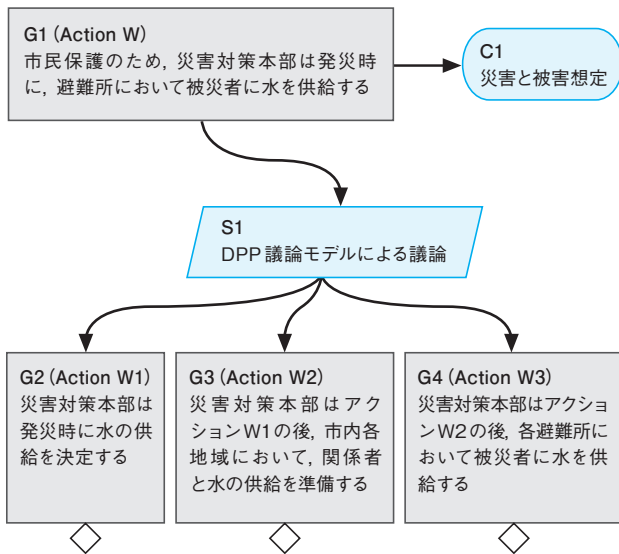 G1 (Action W)
市民保護のため, 災害対策本部は発災時
に, 避難所において被災者に水を供給する
C1
災害と被害想定
S1
DPP 議論モデルによる議論
G2 (Action W1)
災害対策本部は
発災時に水の供
給を決定する
G3 (Action W2)
災害対策本部はアク
ションW1の後, 市内各
地域において, 関係者
と水の供給を準備する
G4 (Action W3)
災害対策本部はアクショ
ンW2の後, 各避難所に
おいて被災者に水を供
給する